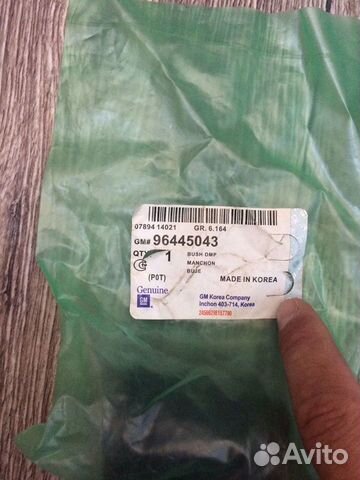 07894 14021 GR. 6.164
GM# 96445043
QTY 1 BUSH DMP
MANCHON
(P0T) BUJE
MADE IN KOREA
Genuine GM GM Korea Company
Inchon 403-714, Korea
Avito